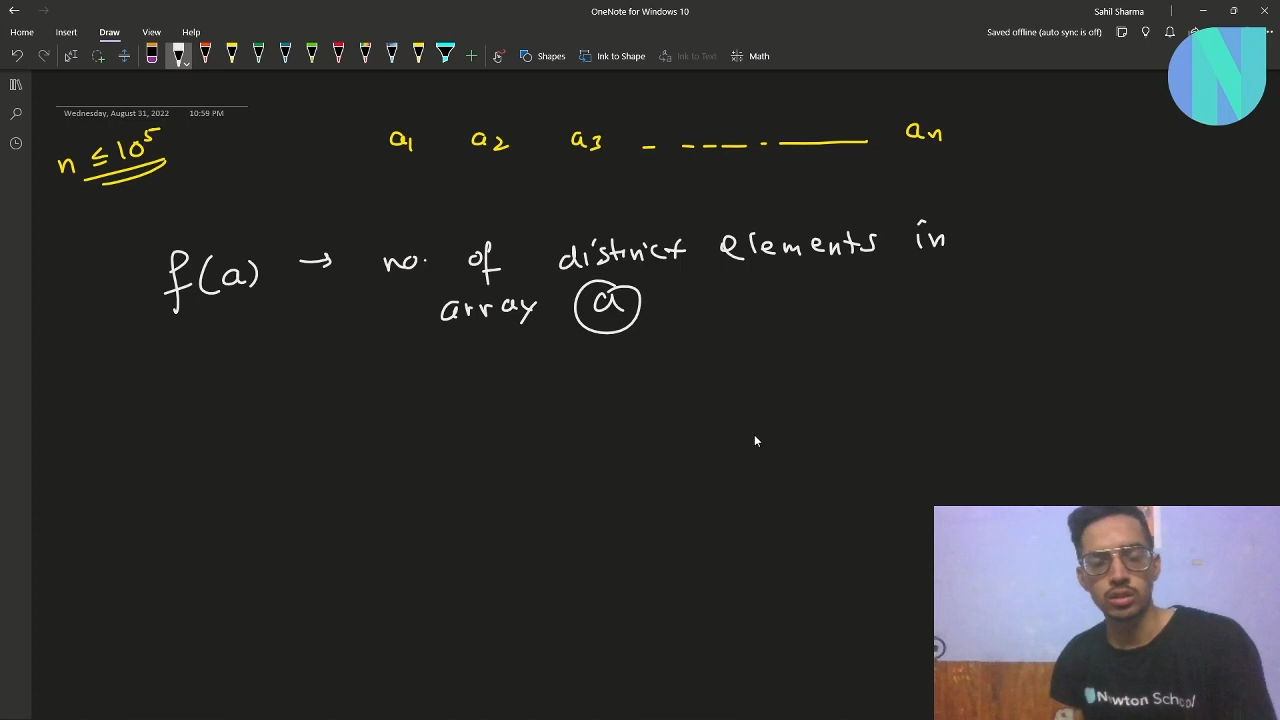 OneNote for Windows 10
Sahil Sharma
Home Insert Draw View Help
Saved offline (auto sync is off)
Shapes Ink to Shape Ink to Text Math
Wednesday, August 31, 2022 10:59 PM
n ≤ 10^5
a1 a2 a3 - - - - - - an
f(a) → no. of distinct elements in
array a
Newton School